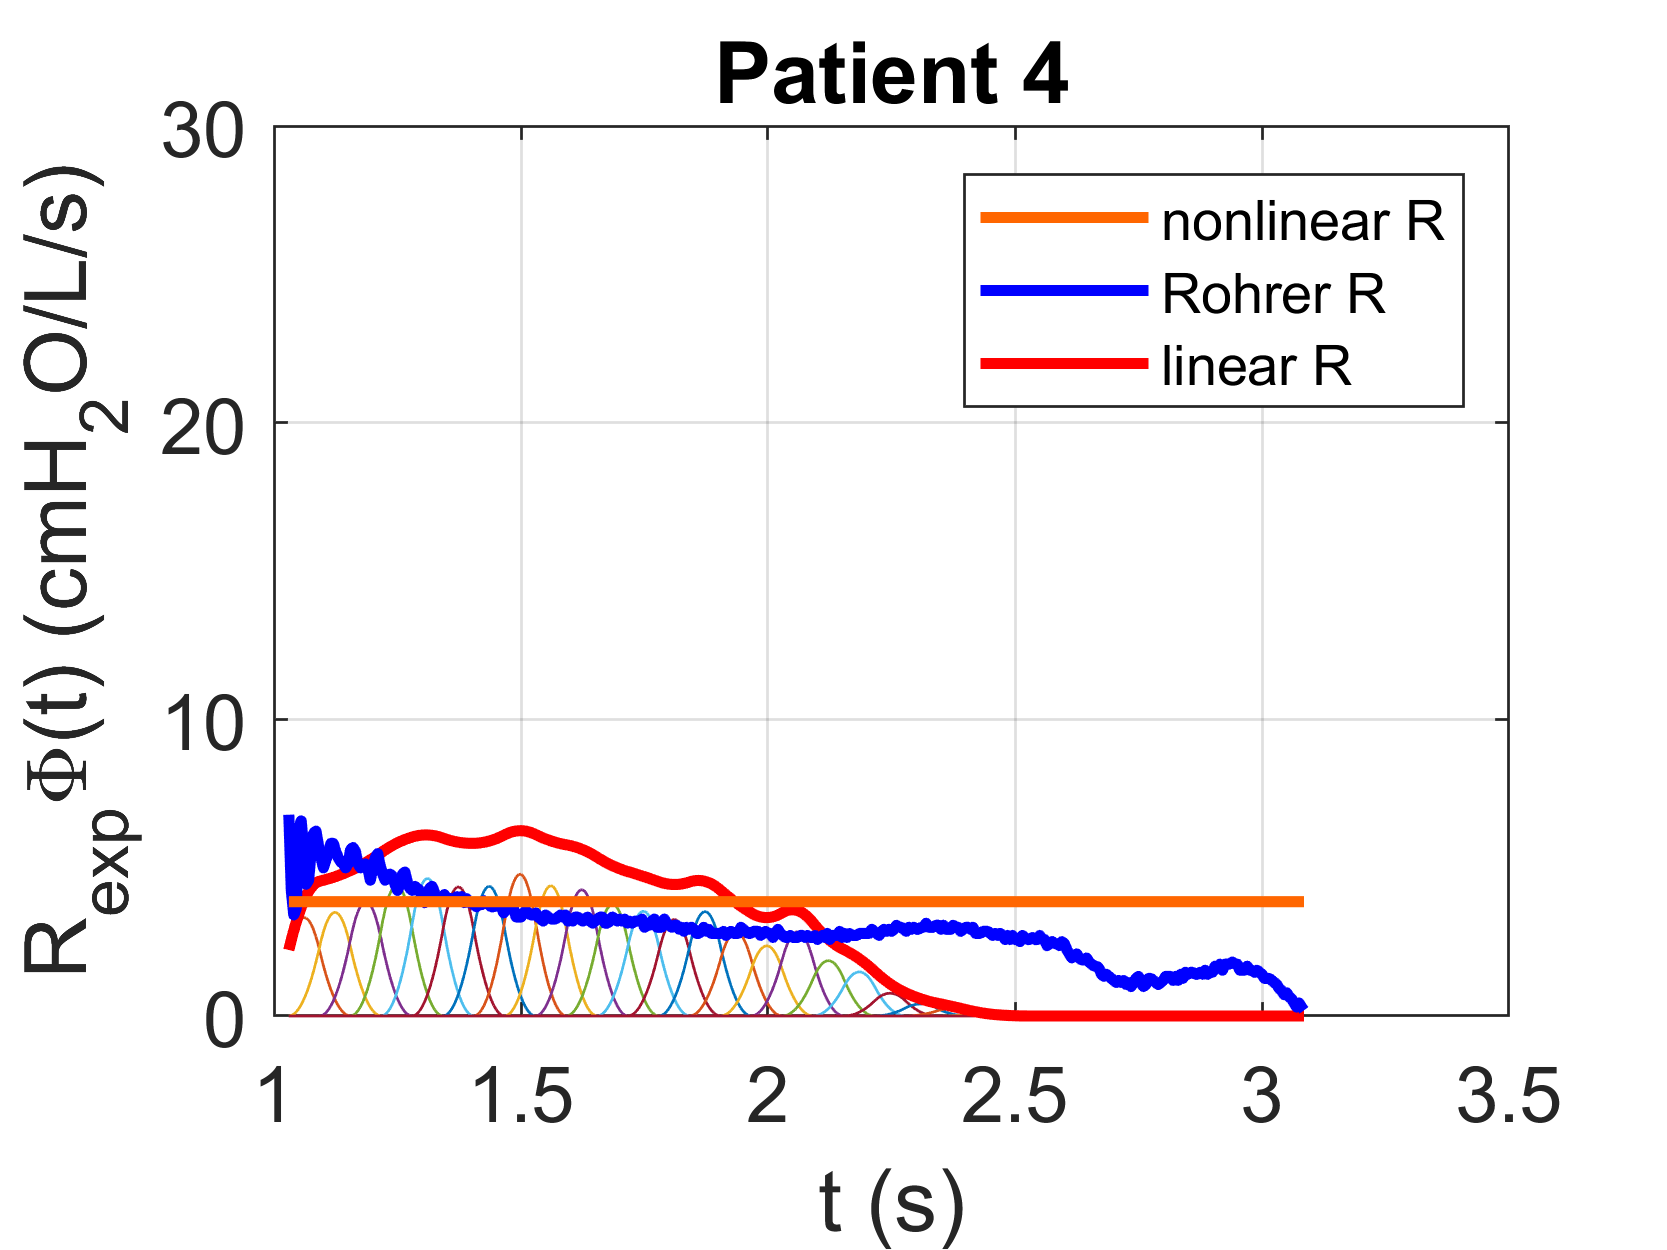 Patient 4
R_expΦ(t) (cmH_2O/L/s)
30
20
10
0
nonlinear R
Rohrer R
linear R
1 1.5 2 2.5 3 3.5
t (s)